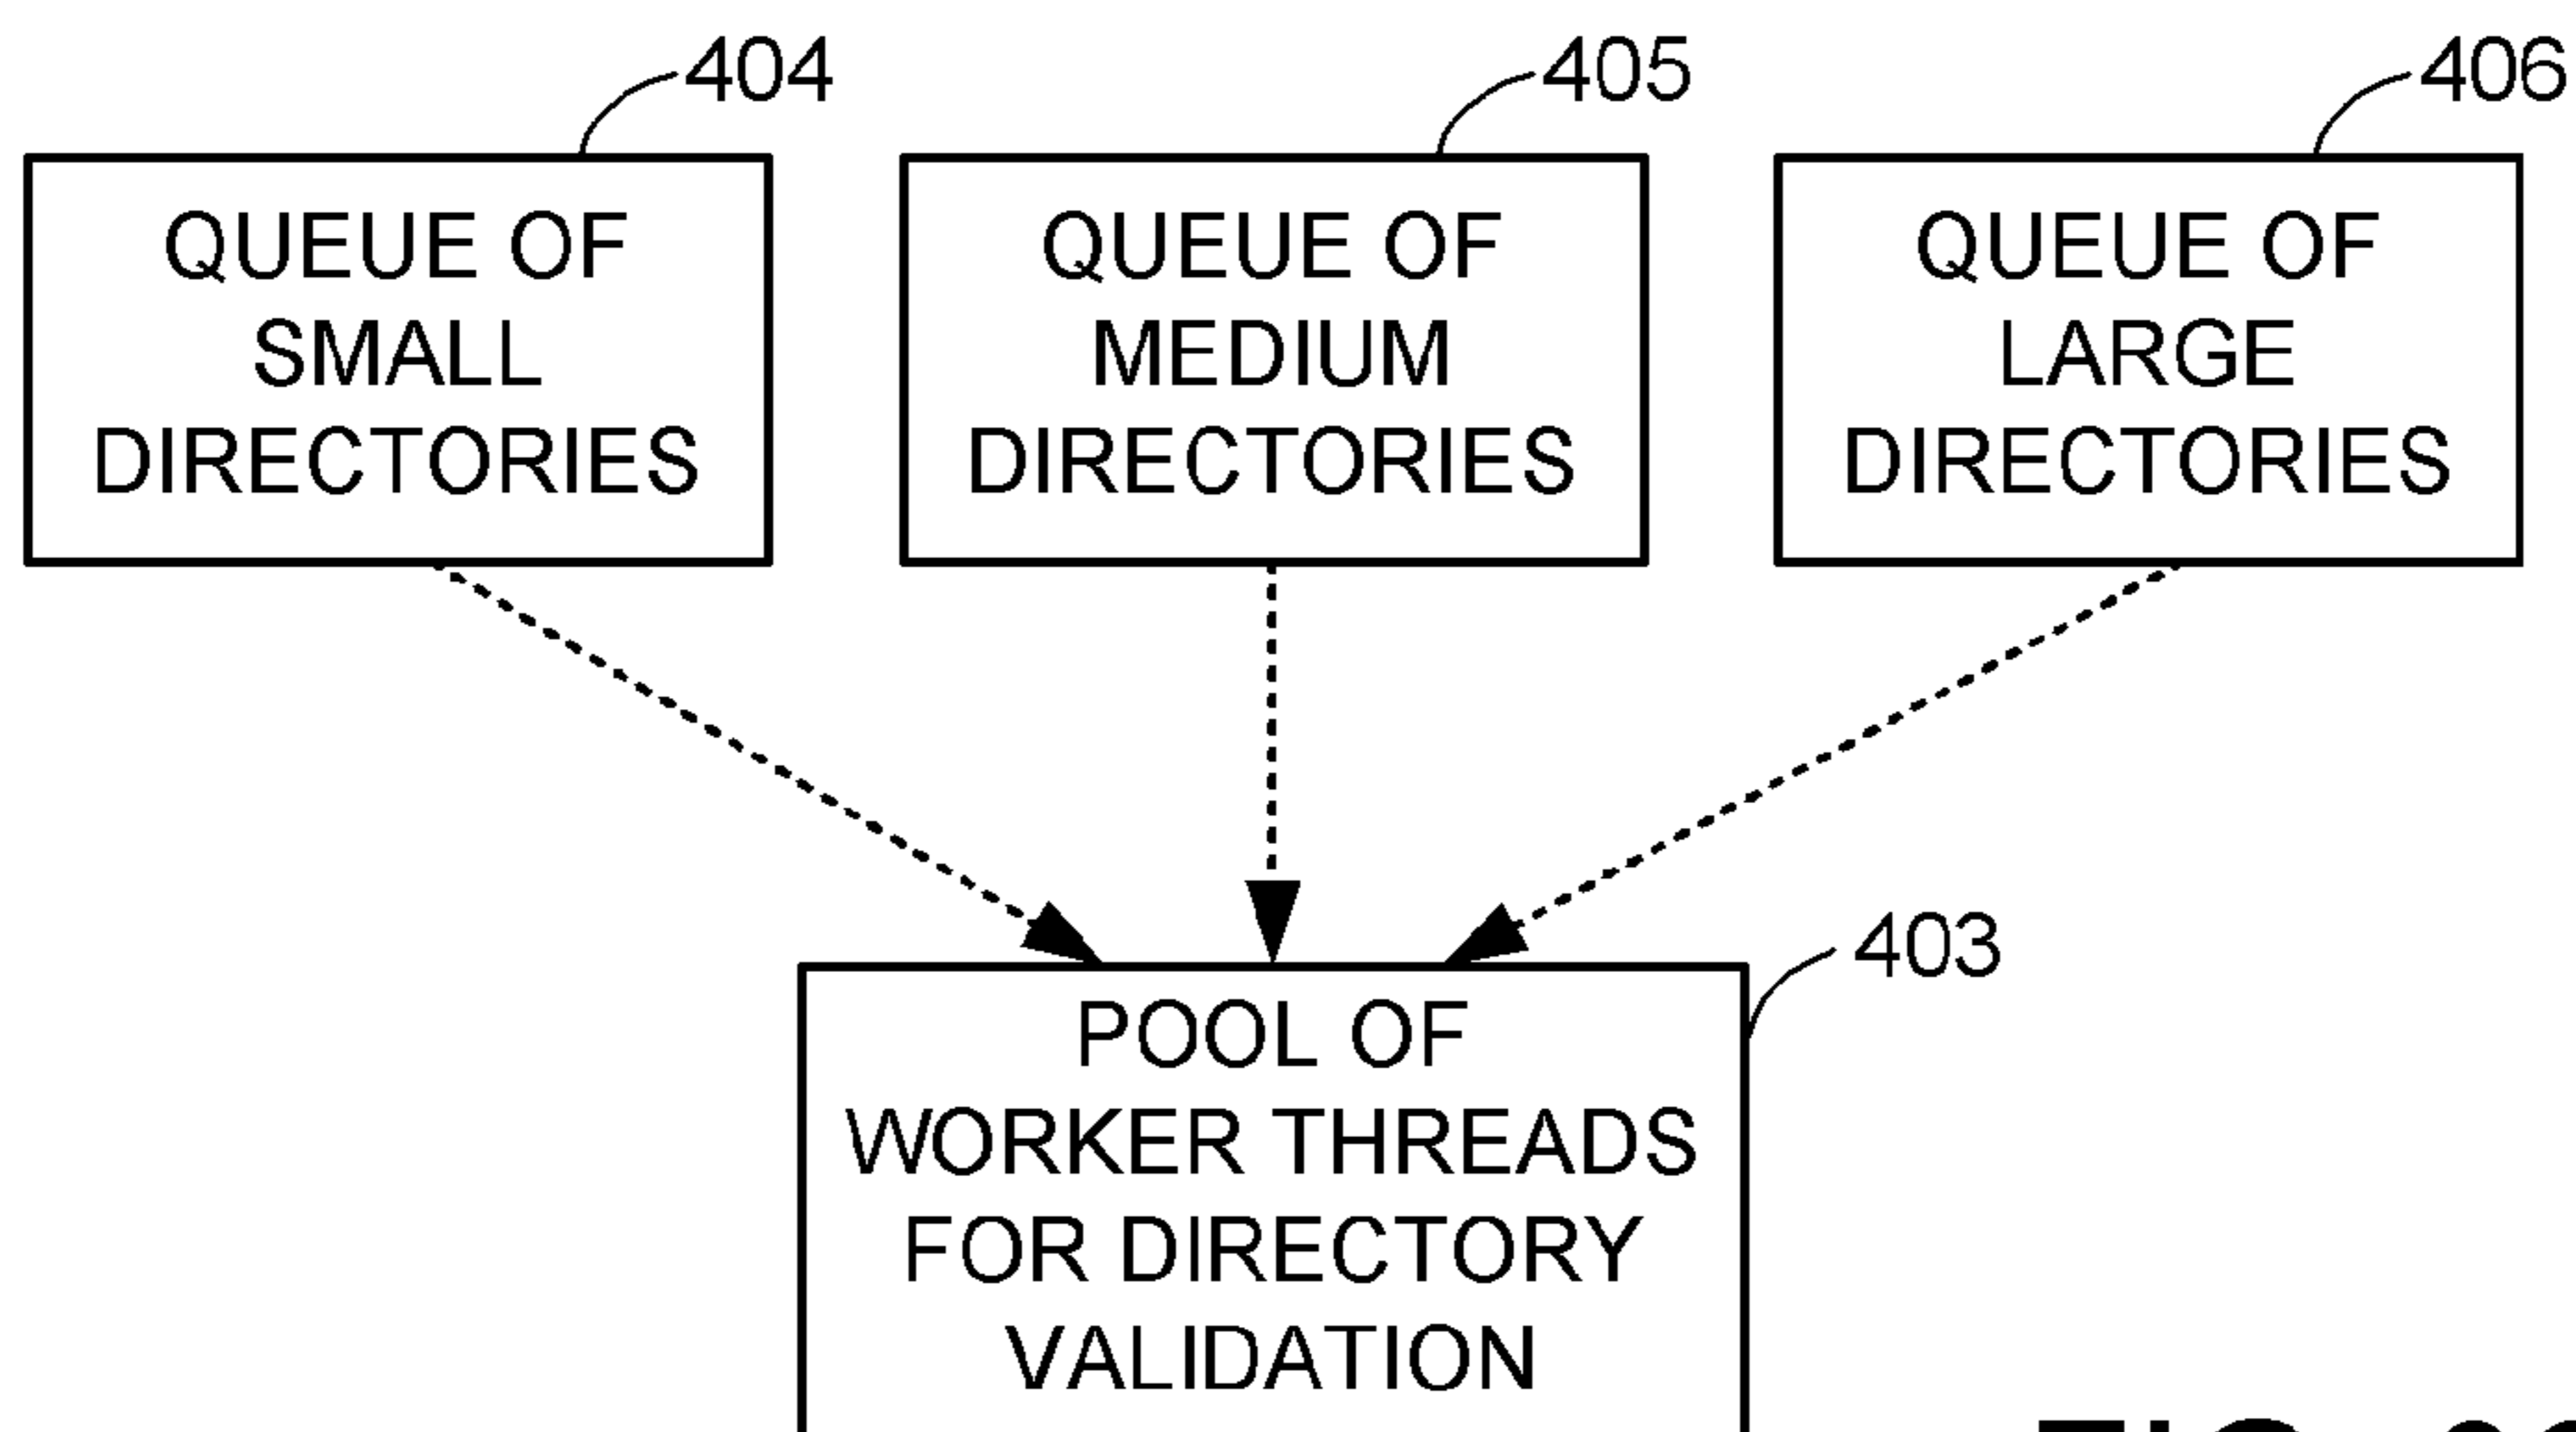 404
405
406
QUEUE OF
SMALL
DIRECTORIES
QUEUE OF
MEDIUM
DIRECTORIES
QUEUE OF
LARGE
DIRECTORIES
403
POOL OF
WORKER THREADS
FOR DIRECTORY
VALIDATION